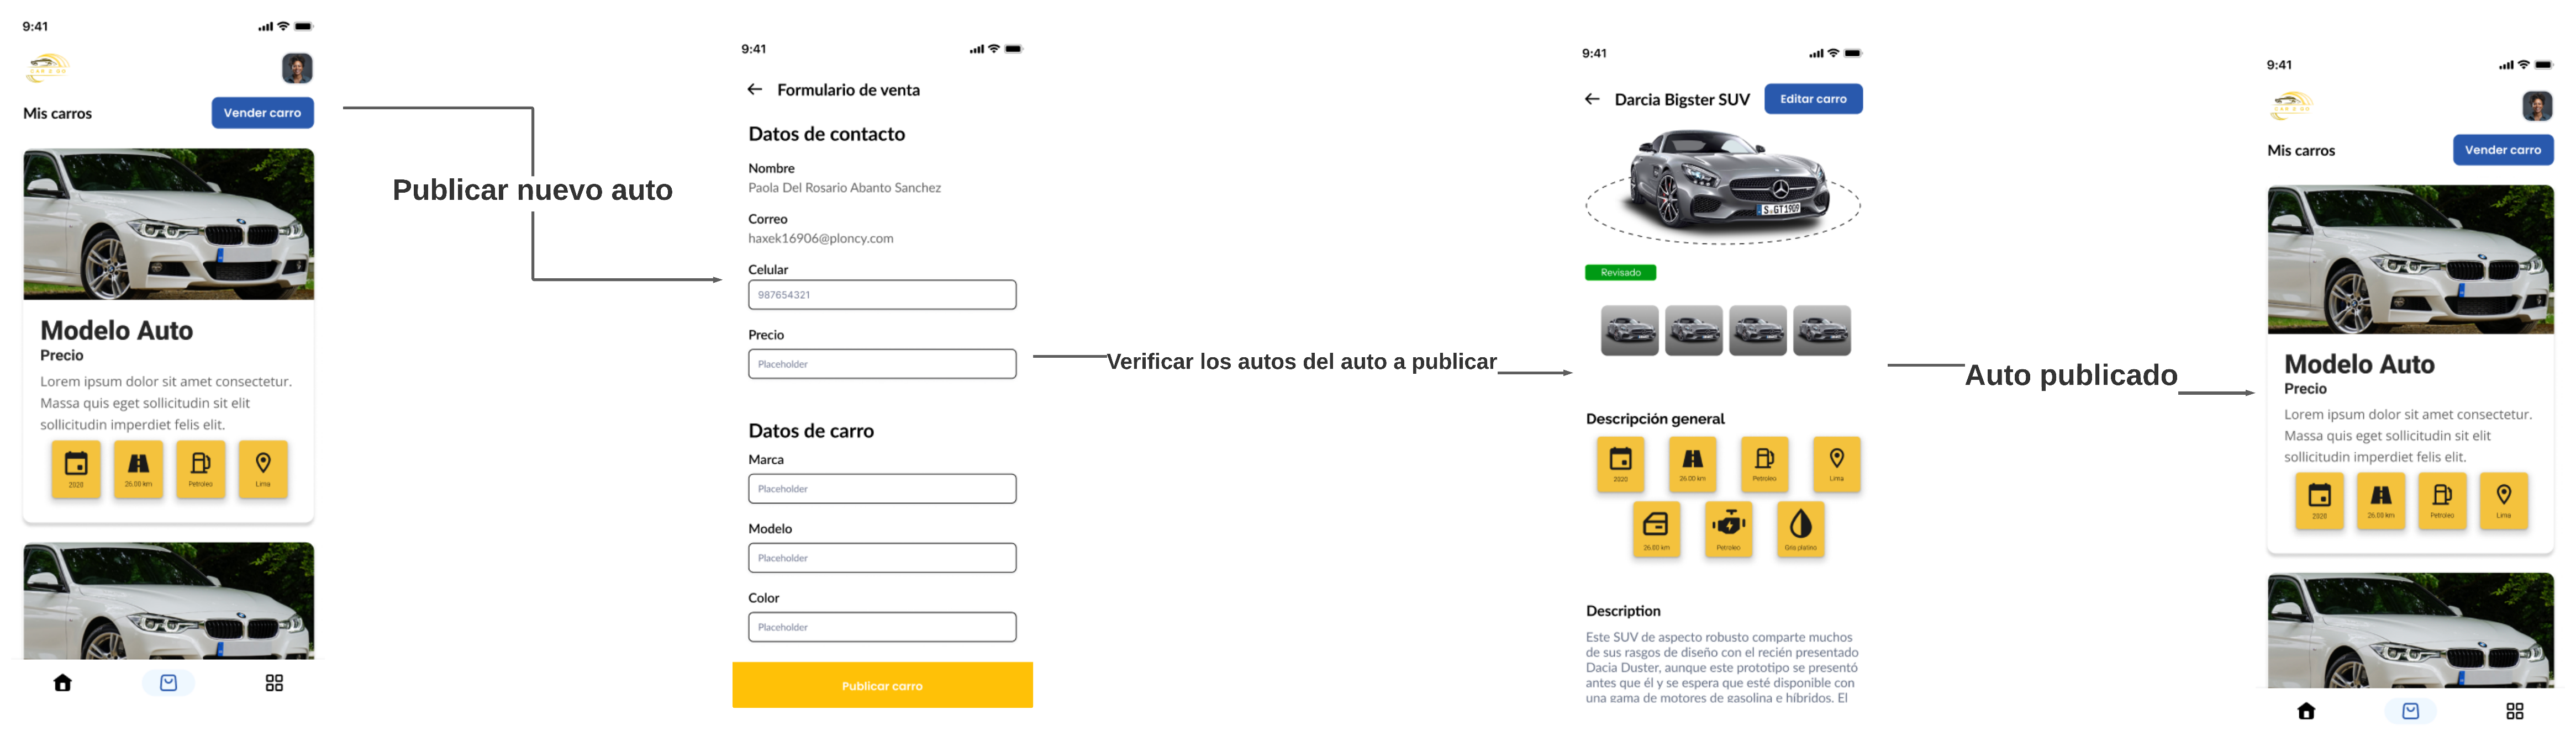 9:41
CAR & GO
Mis carros
Vender carro
Modelo Auto
Precio
Lorem ipsum dolor sit amet consectetur.
Massa quis eget sollicitudin sit elit
sollicitudin imperdiet felis elit.
2020
26.00 km
Petroleo
Lima
Publicar nuevo auto
9:41
Formulario de venta
Datos de contacto
Nombre
Paola Del Rosario Abanto Sanchez
Correo
haxek16906@ploncy.com
Celular
987654321
Precio
Placeholder
Datos de carro
Marca
Placeholder
Modelo
Placeholder
Color
Placeholder
Publicar carro
Verificar los autos del auto a publicar
9:41
Darcia Bigster SUV
Editar carro
S GT1909
Revisado
Descripción general
2020
26.00 km
Petroleo
Lima
26.00 km
Petroleo
Gris platino
Description
Este SUV de aspecto robusto comparte muchos
de sus rasgos de diseño con el recién presentado
Dacia Duster, aunque este prototipo se presentó
antes que él y se espera que esté disponible con
una gama de motores de gasolina e híbridos. El
Auto publicado
9:41
CAR & GO
Mis carros
Vender carro
Modelo Auto
Precio
Lorem ipsum dolor sit amet consectetur.
Massa quis eget sollicitudin sit elit
sollicitudin imperdiet felis elit.
2020
26.00 km
Petroleo
Lima